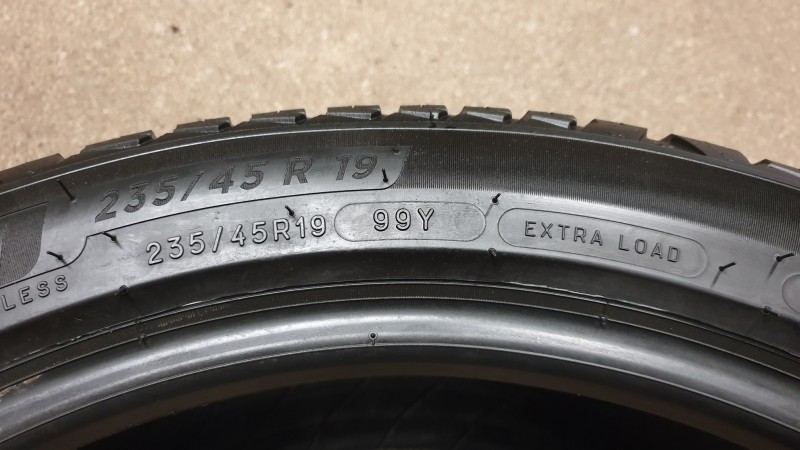 235/45 R 19
LESS 235/45R19 99Y EXTRA LOAD